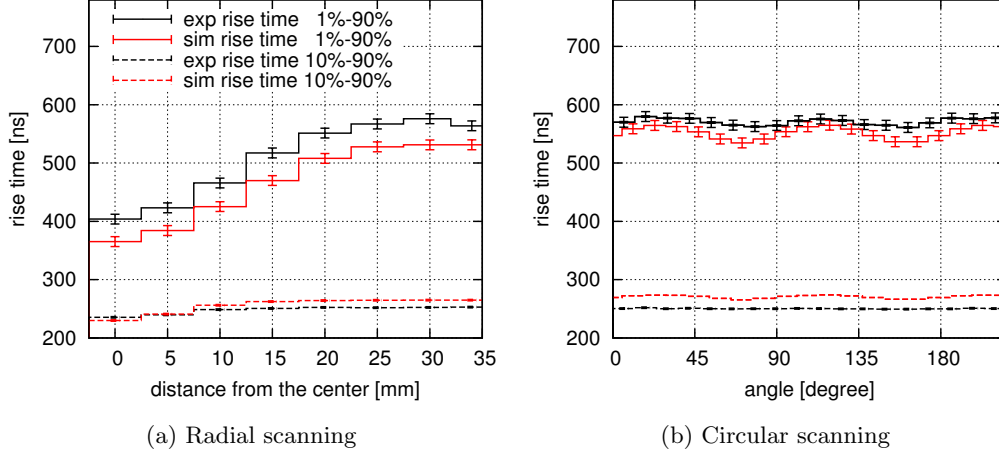 exp rise time 1%-90%
sim rise time 1%-90%
exp rise time 10%-90%
sim rise time 10%-90%
700
600
500
400
300
200
rise time [ns]
0 5 10 15 20 25 30 35
distance from the center [mm]
(a) Radial scanning
700
600
500
400
300
200
rise time [ns]
0 45 90 135 180
angle [degree]
(b) Circular scanning